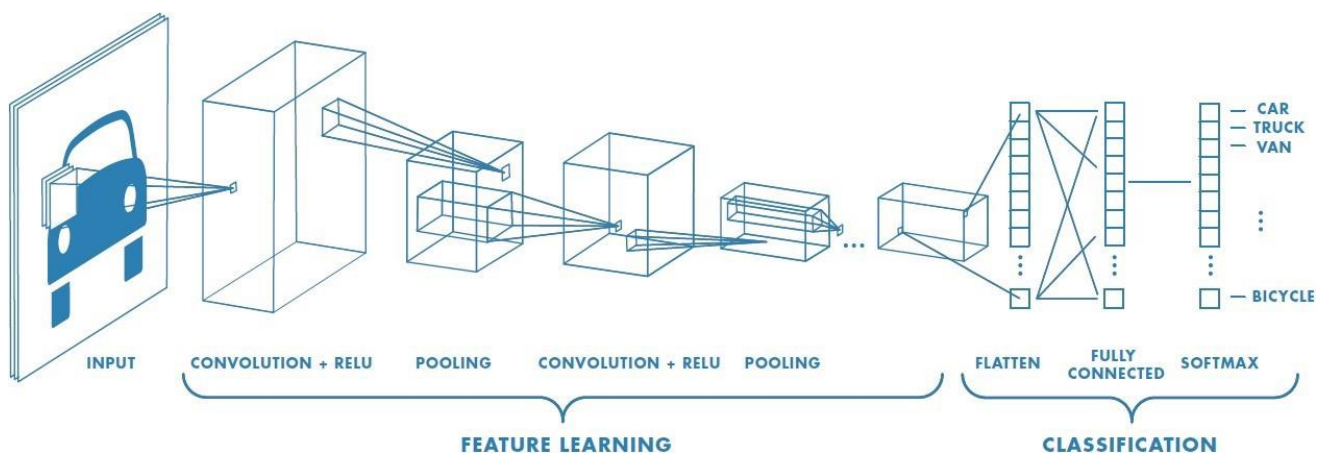 CAR
TRUCK
VAN
BICYCLE
INPUT
CONVOLUTION + RELU
POOLING
CONVOLUTION + RELU
POOLING
FLATTEN
FULLY
CONNECTED
SOFTMAX
FEATURE LEARNING
CLASSIFICATION